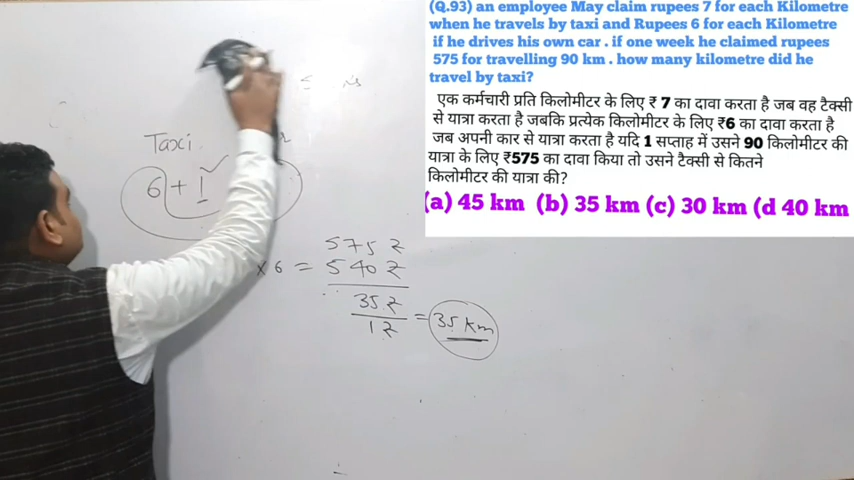 (Q.93) an employee May claim rupees 7 for each Kilometre
when he travels by taxi and Rupees 6 for each Kilometre
if he drives his own car . if one week he claimed rupees
575 for travelling 90 km . how many kilometre did he
travel by taxi?
एक कर्मचारी प्रति किलोमीटर के लिए ₹ 7 का दावा करता है जब वह टैक्सी
से यात्रा करता है जबकि प्रत्येक किलोमीटर के लिए ₹6 का दावा करता है
जब अपनी कार से यात्रा करता है यदि 1 सप्ताह में उसने 90 किलोमीटर की
यात्रा के लिए ₹575 का दावा किया तो उसने टैक्सी से कितने
किलोमीटर की यात्रा की?
(a) 45 km (b) 35 km (c) 30 km (d 40 km
Taxi
6 + 1
575 ₹
x 6 = 540 ₹
35 ₹
1 ₹
= 35 Km